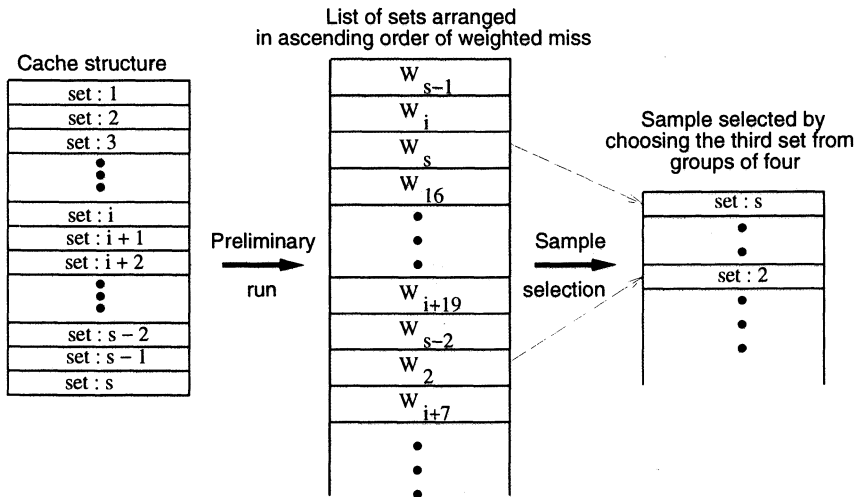 List of sets arranged
in ascending order of weighted miss
Cache structure
set : 1
set : 2
set : 3
set : i
set : i + 1
set : i + 2
set : s – 2
set : s – 1
set : s
Preliminary
run
W s–1
W i
W s
W 16
W i+19
W s–2
W 2
W i+7
Sample
selection
Sample selected by
choosing the third set from
groups of four
set : s
set : 2